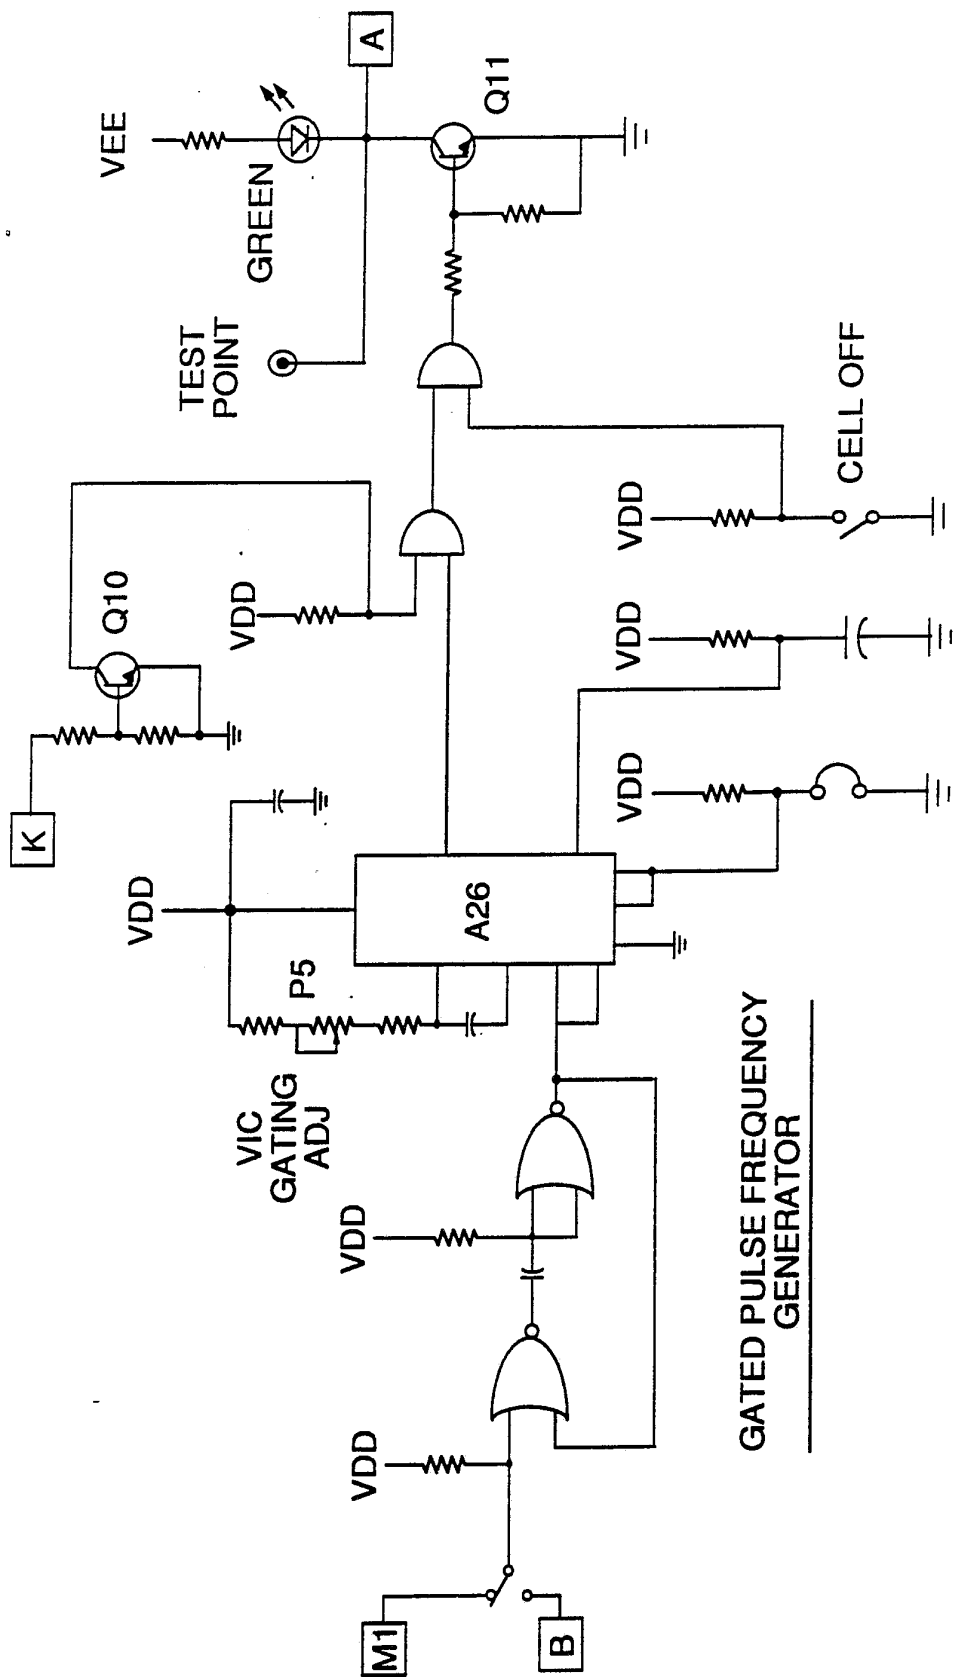 K
Q10
VEE
GREEN
A
Q11
TEST
POINT
VDD
VDD
VIC
GATING
ADJ
P5
A26
VDD
VDD
M1
B
VDD
VDD
VDD
CELL OFF
GATED PULSE FREQUENCY
GENERATOR